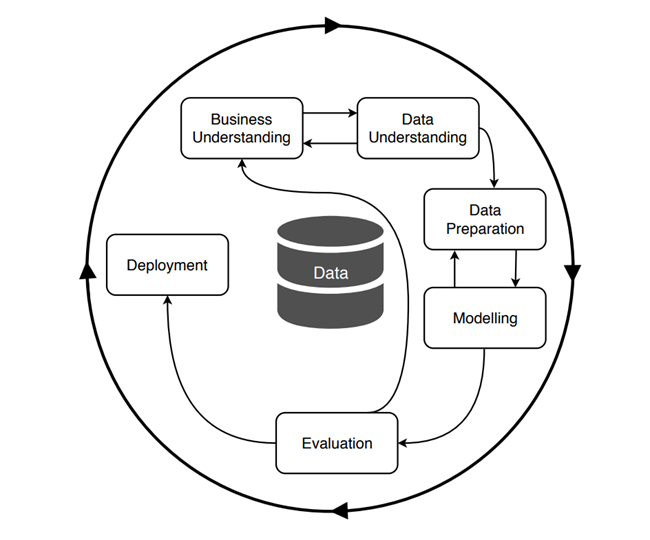 Business
Understanding
Data
Understanding
Data
Preparation
Deployment
Data
Modelling
Evaluation